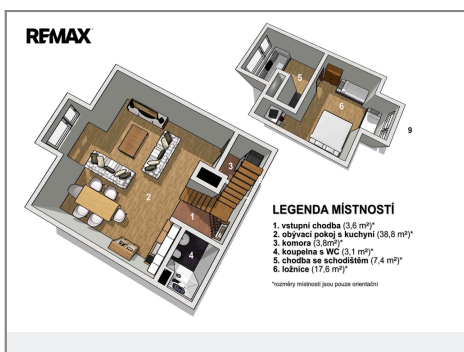 REMAX
5
6
9
3
2
1
4
LEGENDA MÍSTNOSTÍ
1. vstupní chodba (3,6 m²)*
2. obývací pokoj s kuchyní (38,8 m²)*
3. komora (3,8m²)*
4. koupelna s WC (3,1 m²)*
5. chodba se schodištěm (7,4 m²)*
6. ložnice (17,6 m²)*
*rozměry místností jsou pouze orientační